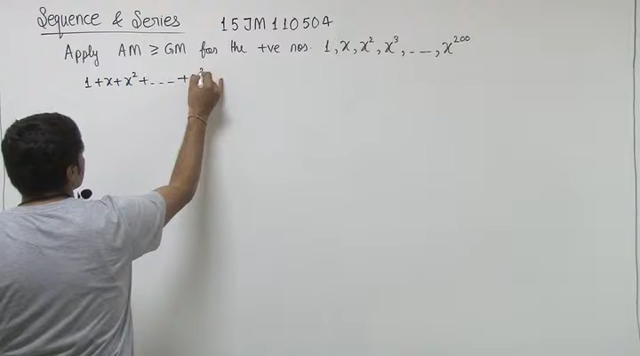 Sequence & Series 15JM110504
Apply AM ≥ GM for the +ve nos. 1, x, x², x³, ---, x²⁰⁰
1 + x + x² + --- +